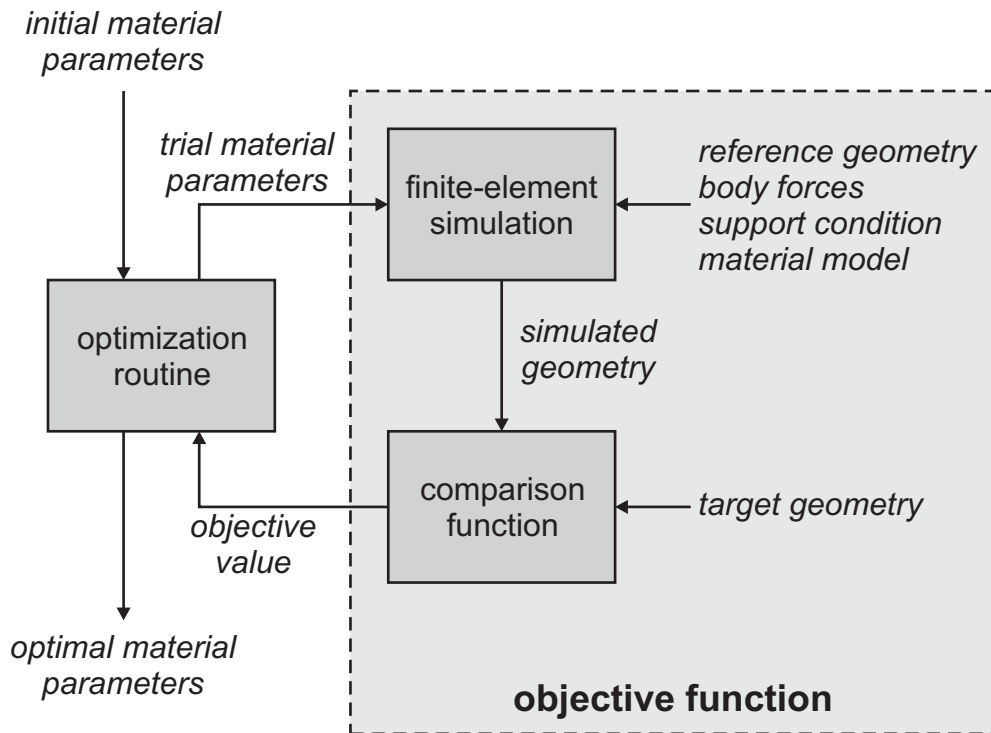 initial material
parameters
trial material
parameters
finite-element
simulation
reference geometry
body forces
support condition
material model
optimization
routine
simulated
geometry
comparison
function
target geometry
objective
value
optimal material
parameters
objective function